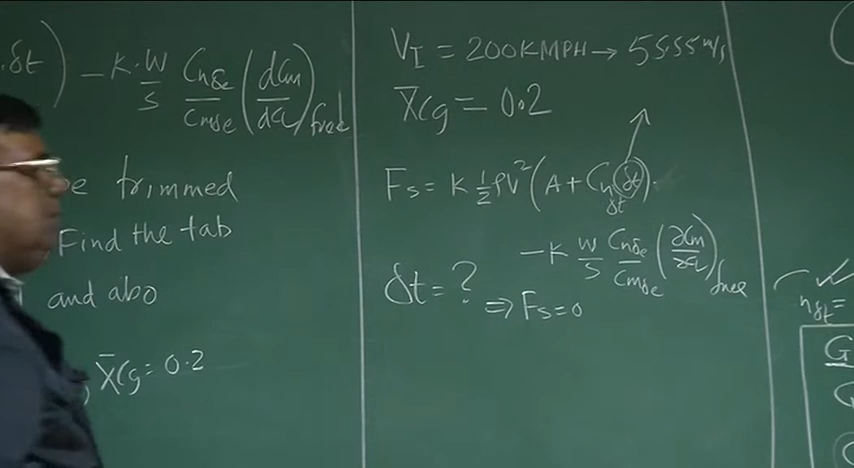 .δt) - K·W/S Cnδe/Cmδe (dCm/dCL)free
be trimmed
Find the tab
and also
X̄Cg = 0.2
VI = 200KMPH → 55.55 m/s
X̄Cg = 0.2
Fs = K ½ρV² (A + Cnδt δt).
-K W/S Cnδe/Cmδe (∂Cm/∂CL)free
δt = ?
⇒ Fs=0
nδt =
G